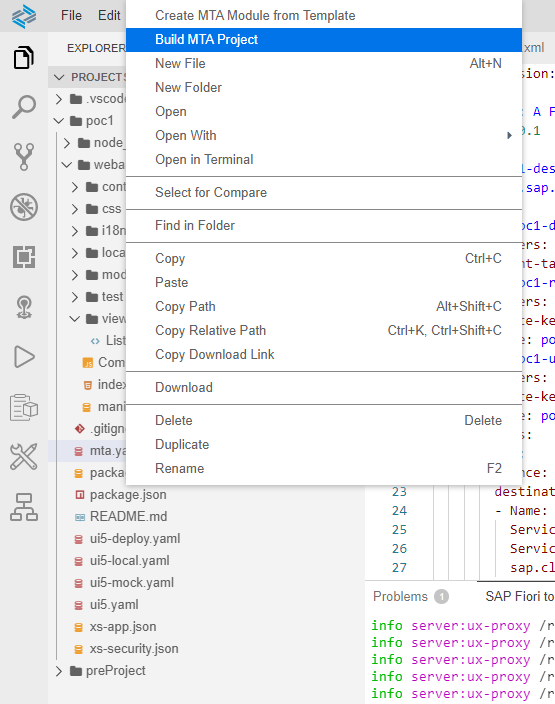 File Edit
EXPLORER
PROJECTS
.vscod
poc1
node_
weba
cont
css
i18n
loca
mod
test
view
List
Com
index
mani
.gitign
mta.ya
packa
package.json
README.md
ui5-deploy.yaml
ui5-local.yaml
ui5-mock.yaml
ui5.yaml
xs-app.json
xs-security.json
preProject
Create MTA Module from Template
Build MTA Project
New File Alt+N
New Folder
Open
Open With
Open in Terminal
Select for Compare
Find in Folder
Copy Ctrl+C
Paste
Copy Path Alt+Shift+C
Copy Relative Path Ctrl+K, Ctrl+Shift+C
Copy Download Link
Download
Delete Delete
Duplicate
Rename F2
xml
sion:
: A F
0.1
1-des
.sap.
oc1-d
ers:
nt-ta
oc1-r
ers:
ce-ke
e: po
oc1-u
ers:
ce-ke
e: po
s:
:
ance:
23 destinat
24 - Name:
25 Servic
26 Servic
27 sap.cl
Problems 1 SAP Fiori to
info server:ux-proxy /r
info server:ux-proxy /r
info server:ux-proxy /r
info server:ux-proxy /r
info server:ux-proxy /r